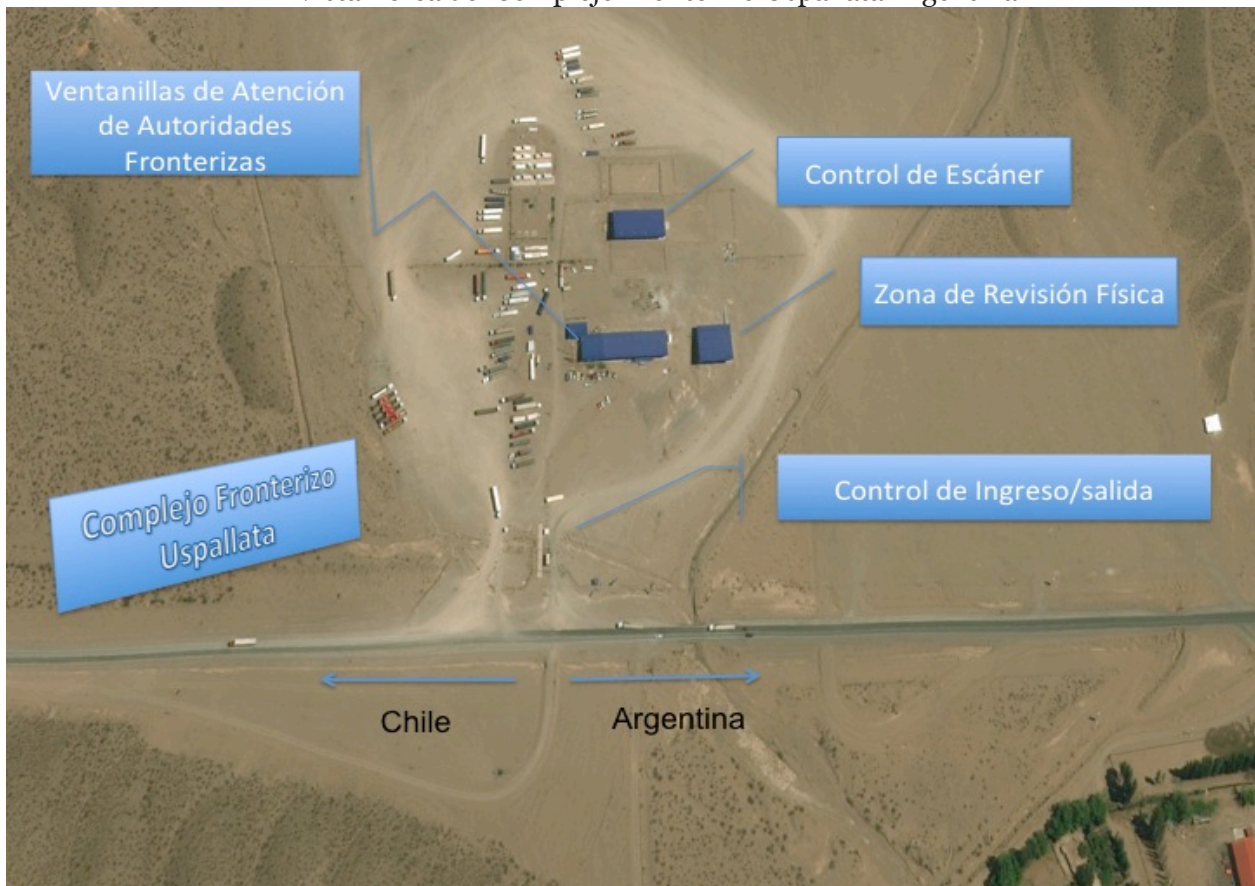 Ventanillas de Atención
de Autoridades
Fronterizas
Control de Escáner
Zona de Revisión Física
Complejo Fronterizo
Uspallata
Control de Ingreso/salida
Chile
Argentina